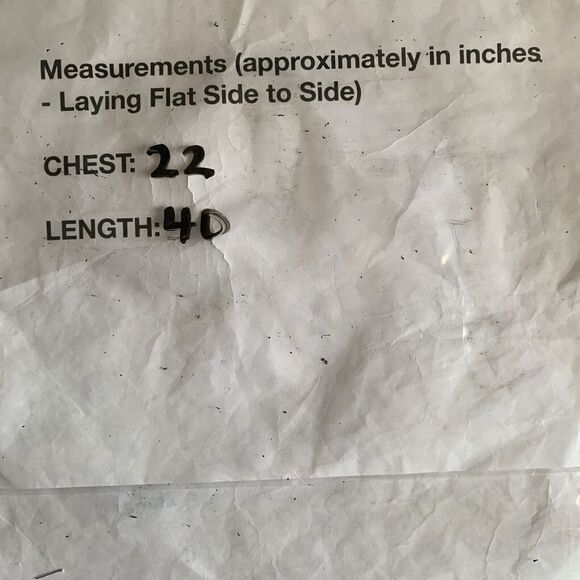 Measurements (approximately in inches
- Laying Flat Side to Side)
CHEST: 22
LENGTH: 40